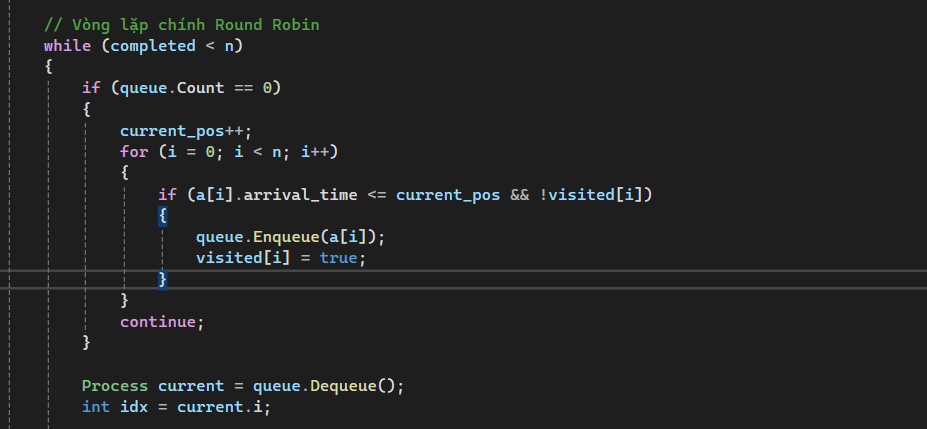 // Vòng lặp chính Round Robin
while (completed < n)
{
if (queue.Count == 0)
{
current_pos++;
for (i = 0; i < n; i++)
{
if (a[i].arrival_time <= current_pos && !visited[i])
{
queue.Enqueue(a[i]);
visited[i] = true;
}
}
continue;
}
Process current = queue.Dequeue();
int idx = current.i;